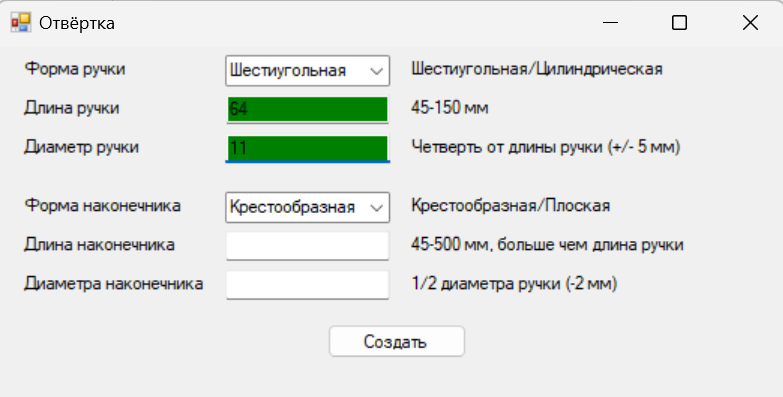 Отвёртка
Форма ручки Шестиугольная Шестиугольная/Цилиндрическая
Длина ручки 64 45-150 мм
Диаметр ручки 11 Четверть от длины ручки (+/- 5 мм)
Форма наконечника Крестообразная Крестообразная/Плоская
Длина наконечника 45-500 мм, больше чем длина ручки
Диаметра наконечника 1/2 диаметра ручки (-2 мм)
Создать